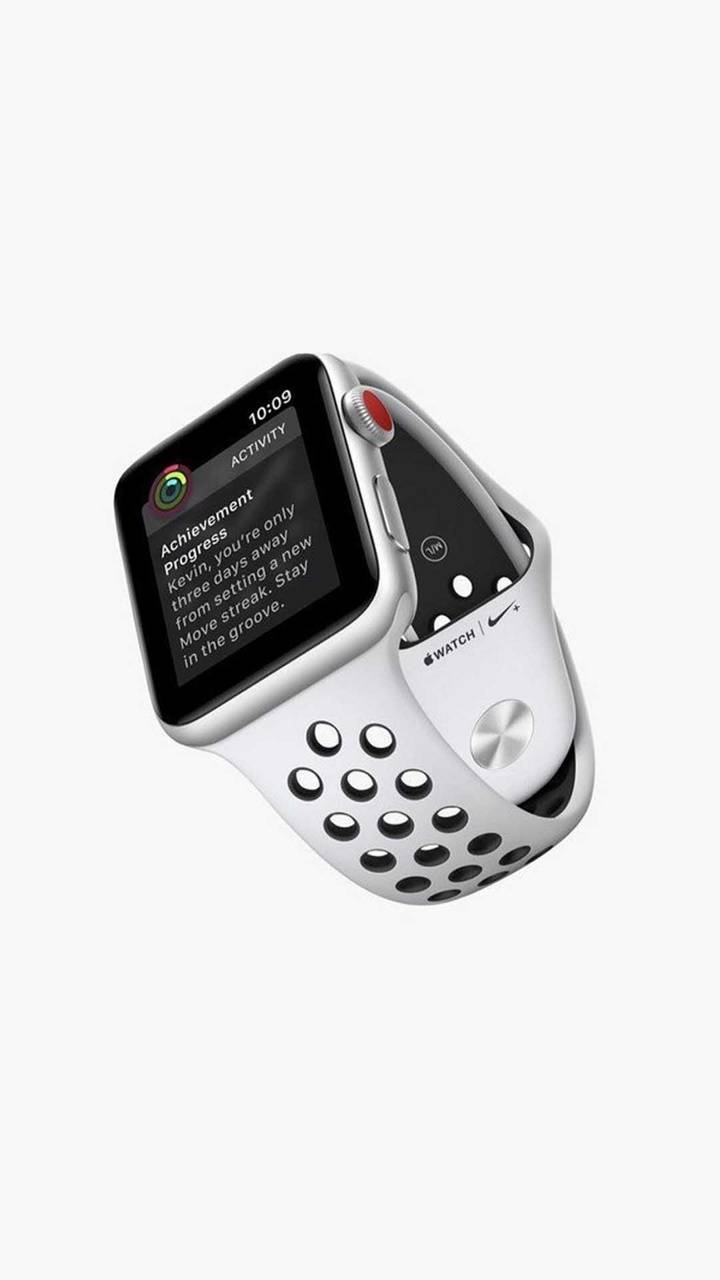 10:09
ACTIVITY
Achievement
Progress
Kevin, you're only
three days away
from setting a new
Move streak. Stay
in the groove.
M/L
WATCH